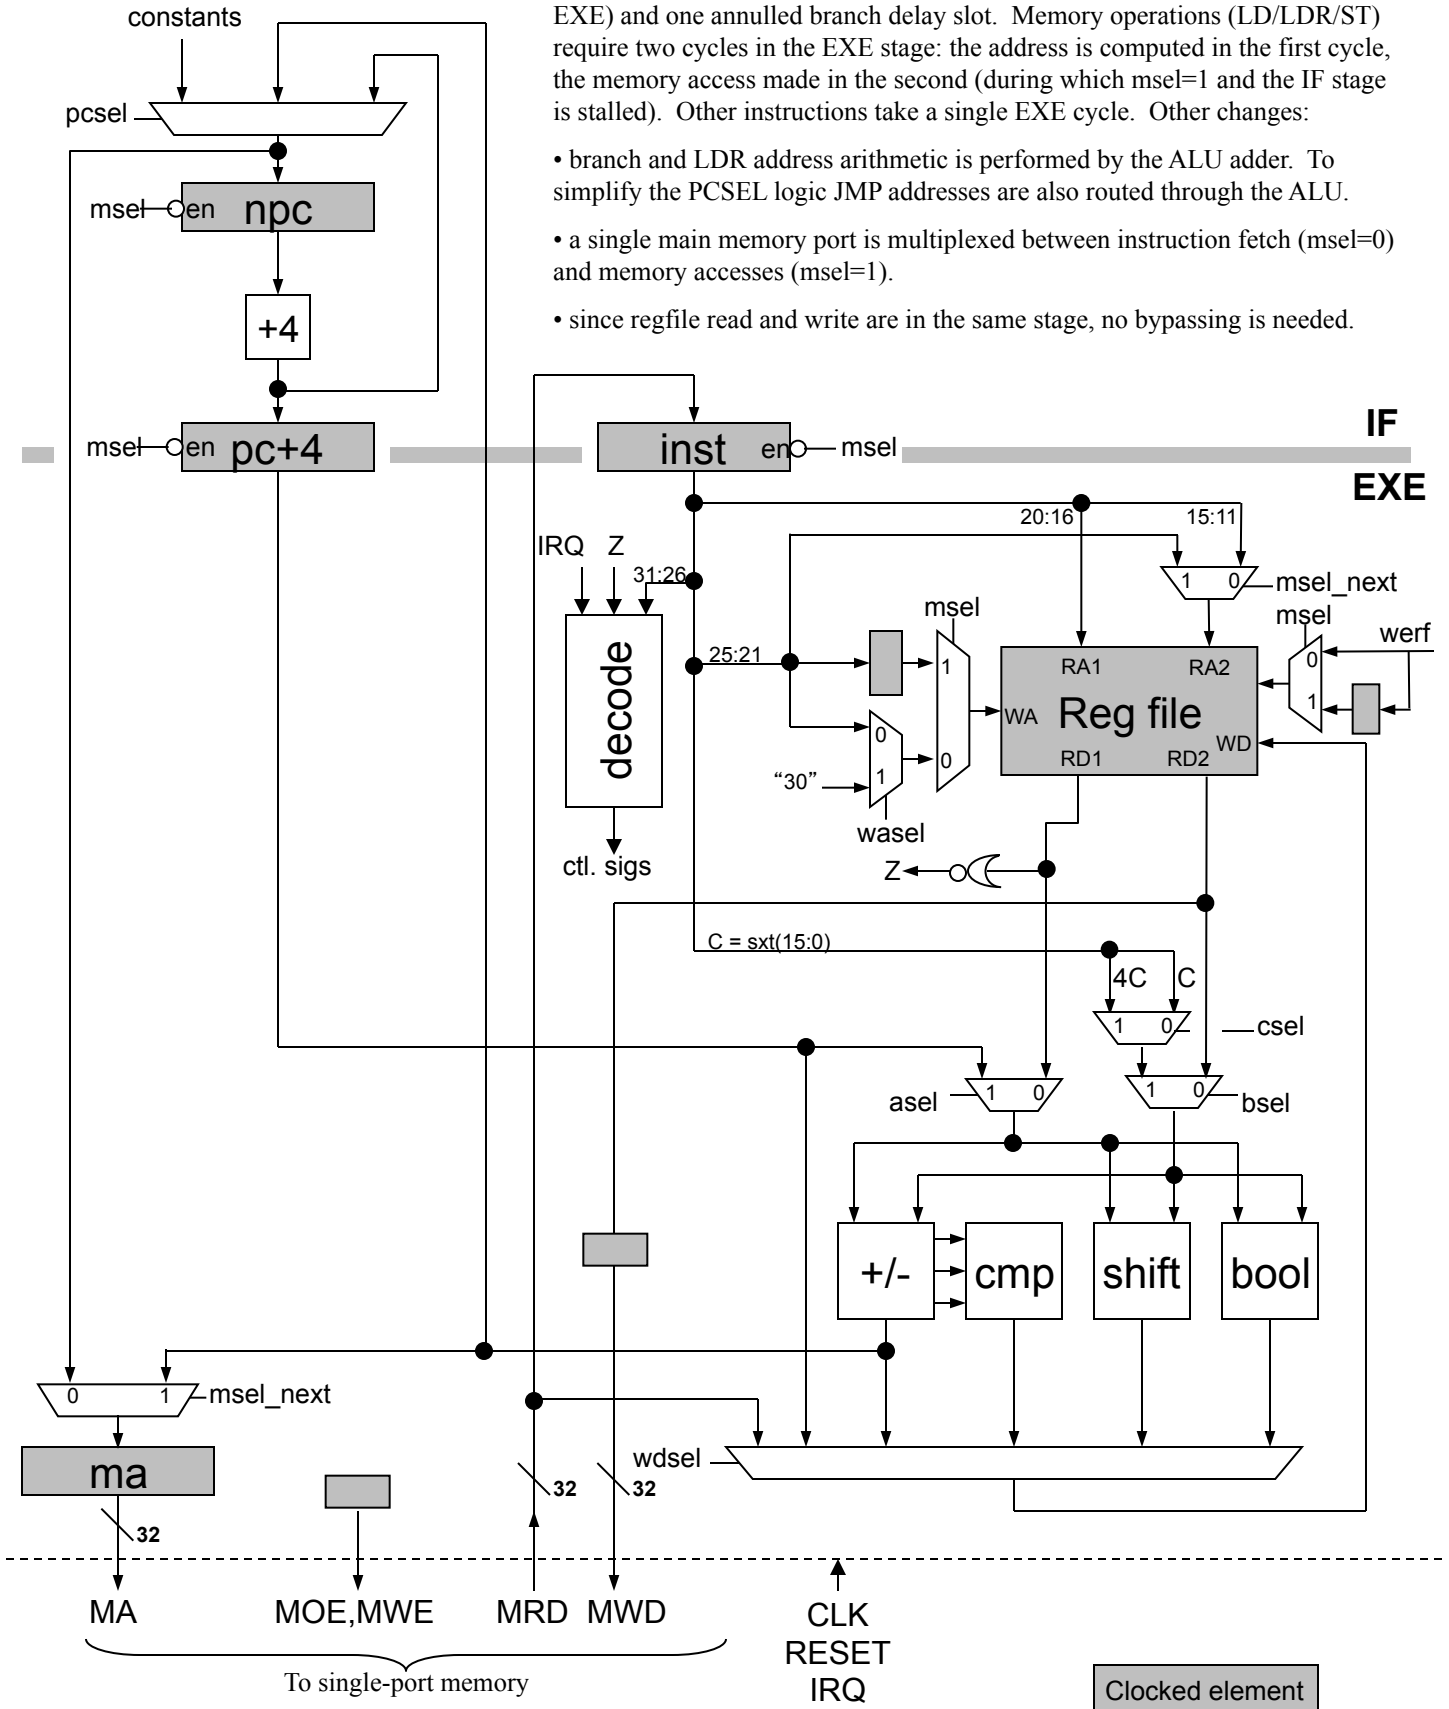 constants
EXE) and one annulled branch delay slot.  Memory operations (LD/LDR/ST)
require two cycles in the EXE stage: the address is computed in the first cycle,
the memory access made in the second (during which msel=1 and the IF stage
is stalled).  Other instructions take a single EXE cycle.  Other changes:
• branch and LDR address arithmetic is performed by the ALU adder.  To
simplify the PCSEL logic JMP addresses are also routed through the ALU.
• a single main memory port is multiplexed between instruction fetch (msel=0)
and memory accesses (msel=1).
• since regfile read and write are in the same stage, no bypassing is needed.
pcsel
msel
en
npc
+4
msel
en
pc+4
inst
en
msel
IF
EXE
20:16
15:11
IRQ
Z
31:26
1
0
msel_next
msel
msel
werf
decode
25:21
1
0
RA1
RA2
0
1
WA
Reg file
WD
RD1
RD2
0
1
“30”
wasel
ctl. sigs
Z
C = sxt(15:0)
4C
C
1
0
csel
asel
1
0
1
0
bsel
+/-
cmp
shift
bool
0
1
msel_next
ma
wdsel
32
32
32
MA
MOE,MWE
MRD
MWD
CLK
RESET
IRQ
To single-port memory
Clocked element